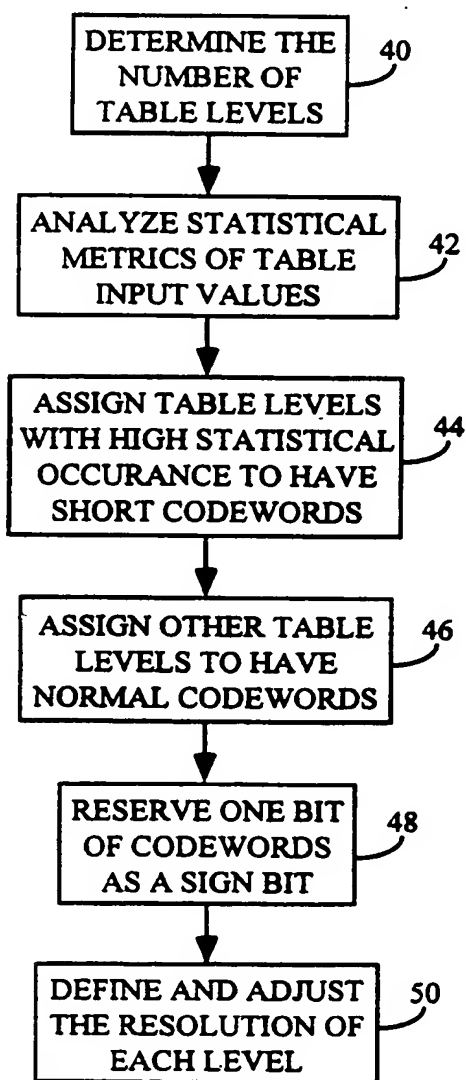 DETERMINE THE
NUMBER OF
TABLE LEVELS
40
ANALYZE STATISTICAL
METRICS OF TABLE
INPUT VALUES
42
ASSIGN TABLE LEVELS
WITH HIGH STATISTICAL
OCCURANCE TO HAVE
SHORT CODEWORDS
44
ASSIGN OTHER TABLE
LEVELS TO HAVE
NORMAL CODEWORDS
46
RESERVE ONE BIT
OF CODEWORDS
AS A SIGN BIT
48
DEFINE AND ADJUST
THE RESOLUTION OF
EACH LEVEL
50